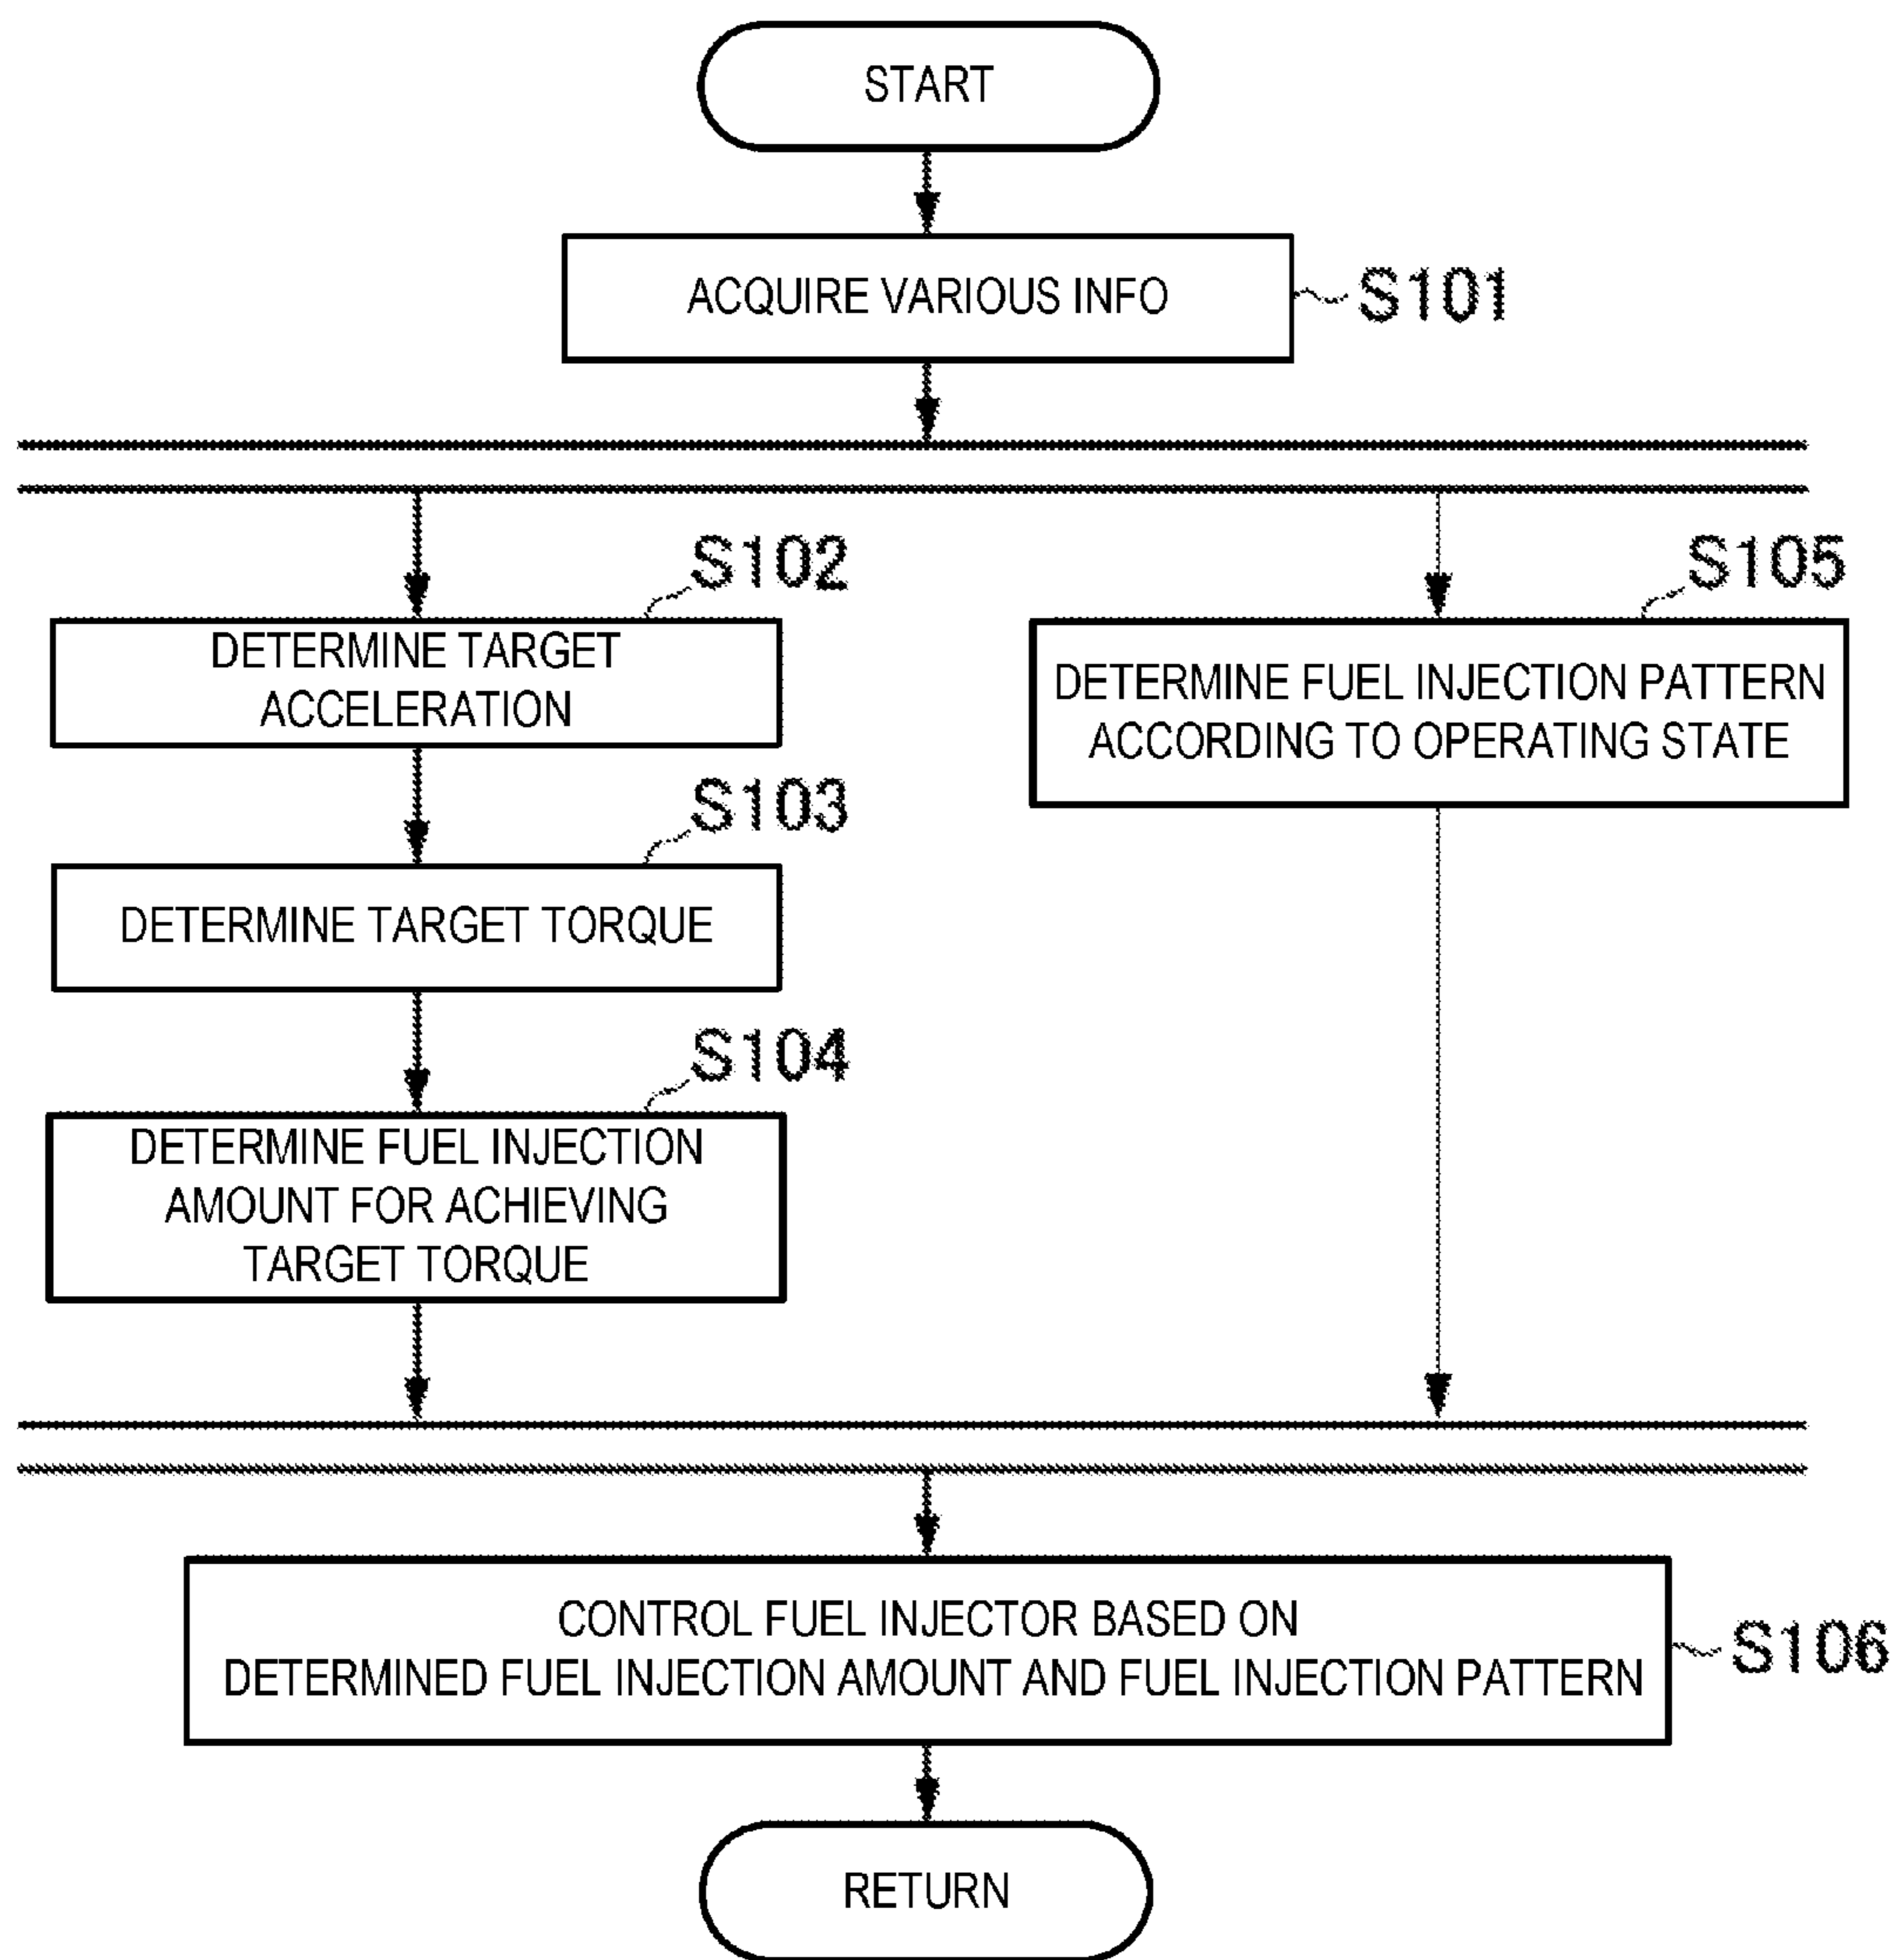 START
ACQUIRE VARIOUS INFO
S101
S102
DETERMINE TARGET
ACCELERATION
S103
DETERMINE TARGET TORQUE
S104
DETERMINE FUEL INJECTION
AMOUNT FOR ACHIEVING
TARGET TORQUE
S105
DETERMINE FUEL INJECTION PATTERN
ACCORDING TO OPERATING STATE
CONTROL FUEL INJECTOR BASED ON
DETERMINED FUEL INJECTION AMOUNT AND FUEL INJECTION PATTERN
S106
RETURN